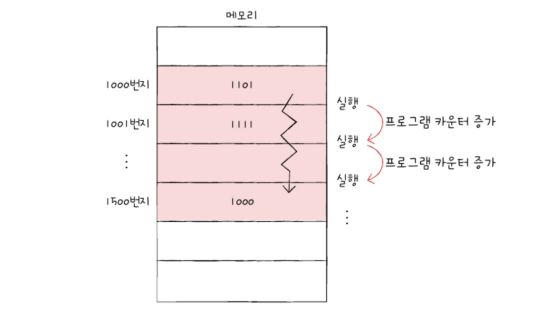 메모리
1000번지 1101 실행
프로그램 카운터 증가
1001번지 1111 실행
프로그램 카운터 증가
⋮ 실행
1500번지 1000
⋮